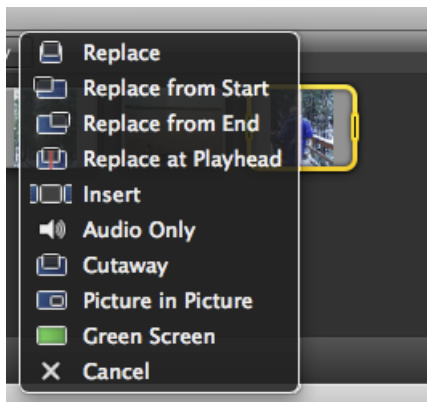 Replace
Replace from Start
Replace from End
Replace at Playhead
Insert
Audio Only
Cutaway
Picture in Picture
Green Screen
Cancel